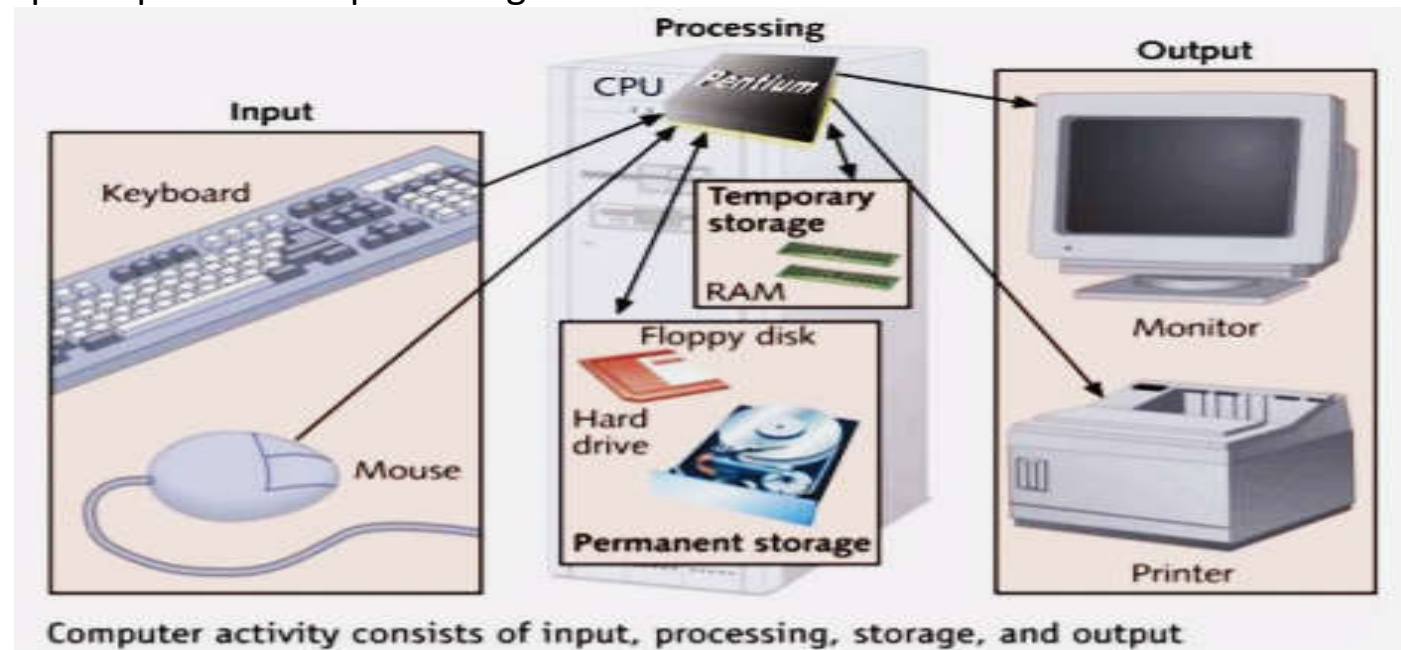 Processing
Output
CPU
Pentium
Input
Keyboard
Temporary
storage
RAM
Monitor
Floppy disk
Hard
drive
Mouse
Permanent storage
Printer
Computer activity consists of input, processing, storage, and output